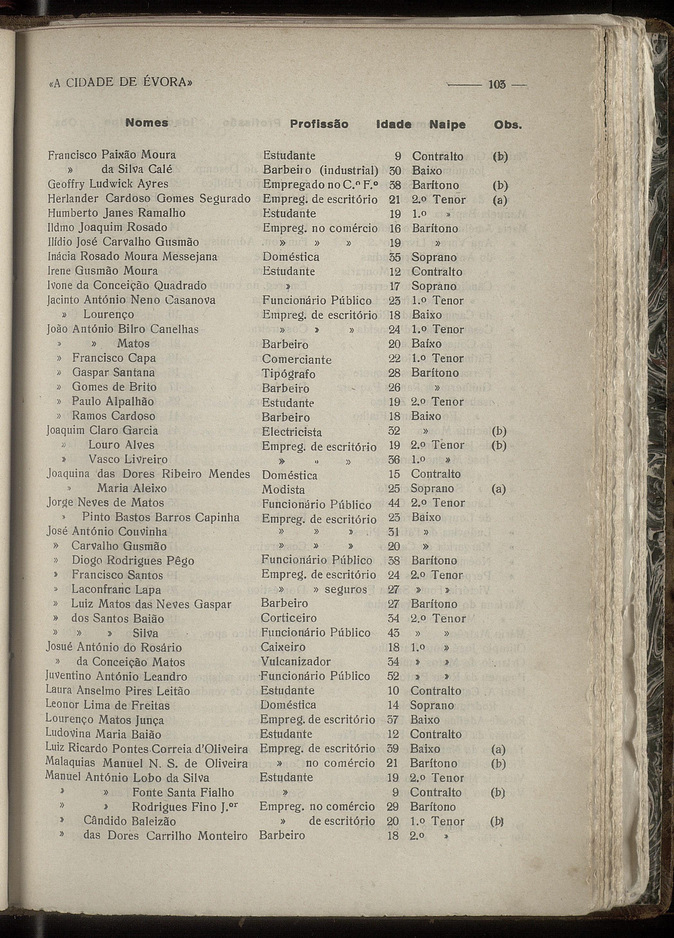 «A CIDADE DE ÉVORA» 103
Nomes Profissão Idade Naipe Obs.
Francisco Paixão Moura Estudante 9 Contralto (b)
» da Silva Calé Barbeiro (industrial) 30 Baixo
Geoffry Ludwick Ayres Empregado no C.º F.º 38 Barítono (b)
Herlander Cardoso Gomes Segurado Empreg. de escritório 21 2.º Tenor (a)
Humberto Janes Ramalho Estudante 19 1.º »
Ildmo Joaquim Rosado Empreg. no comércio 16 Barítono
Ilídio José Carvalho Gusmão » » » 19 »
Inácia Rosado Moura Messejana Doméstica 35 Soprano
Irene Gusmão Moura Estudante 12 Contralto
Ivone da Conceição Quadrado » 17 Soprano
Jacinto António Neno Casanova Funcionário Público 23 1.º Tenor
» Lourenço Empreg. de escritório 18 Baixo
João António Bilro Canelhas » » » 24 1.º Tenor
» » Matos Barbeiro 20 Baixo
» Francisco Capa Comerciante 22 1.º Tenor
» Gaspar Santana Tipógrafo 28 Barítono
» Gomes de Brito Barbeiro 26 »
» Paulo Alpalhão Estudante 19 2.º Tenor
» Ramos Cardoso Barbeiro 18 Baixo
Joaquim Claro Garcia Electricista 32 » (b)
» Louro Alves Empreg. de escritório 19 2.º Tenor (b)
» Vasco Livreiro » » » 36 1.º »
Joaquina das Dores Ribeiro Mendes Doméstica 15 Contralto
» Maria Aleixo Modista 25 Soprano (a)
Jorge Neves de Matos Funcionário Público 44 2.º Tenor
» Pinto Bastos Barros Capinha Empreg. de escritório 23 Baixo
José António Couvinha » » » 31 »
» Carvalho Gusmão » » » 20 »
» Diogo Rodrigues Pêgo Funcionário Público 38 Barítono
» Francisco Santos Empreg. de escritório 24 2.º Tenor
» Laconfranc Lapa » » seguros 27 » »
» Luiz Matos das Neves Gaspar Barbeiro 27 Barítono
» dos Santos Baião Corticeiro 34 2.º Tenor
» » » Silva Funcionário Público 43 » »
Josué António do Rosário Caixeiro 18 1.º »
» da Conceição Matos Vulcanizador 34 » »
Juventino António Leandro Funcionário Público 52 » »
Laura Anselmo Pires Leitão Estudante 10 Contralto
Leonor Lima de Freitas Doméstica 14 Soprano
Lourenço Matos Junça Empreg. de escritório 37 Baixo
Ludovina Maria Baião Estudante 12 Contralto
Luiz Ricardo Pontes Correia d'Oliveira Empreg. de escritório 39 Baixo (a)
Malaquias Manuel N. S. de Oliveira » no comércio 21 Barítono (b)
Manuel António Lobo da Silva Estudante 19 2.º Tenor
» » Fonte Santa Fialho » 9 Contralto (b)
» » Rodrigues Fino J.or Empreg. no comércio 29 Barítono
» Cândido Baleizão » de escritório 20 1.º Tenor (b)
» das Dores Carrilho Monteiro Barbeiro 18 2.º »